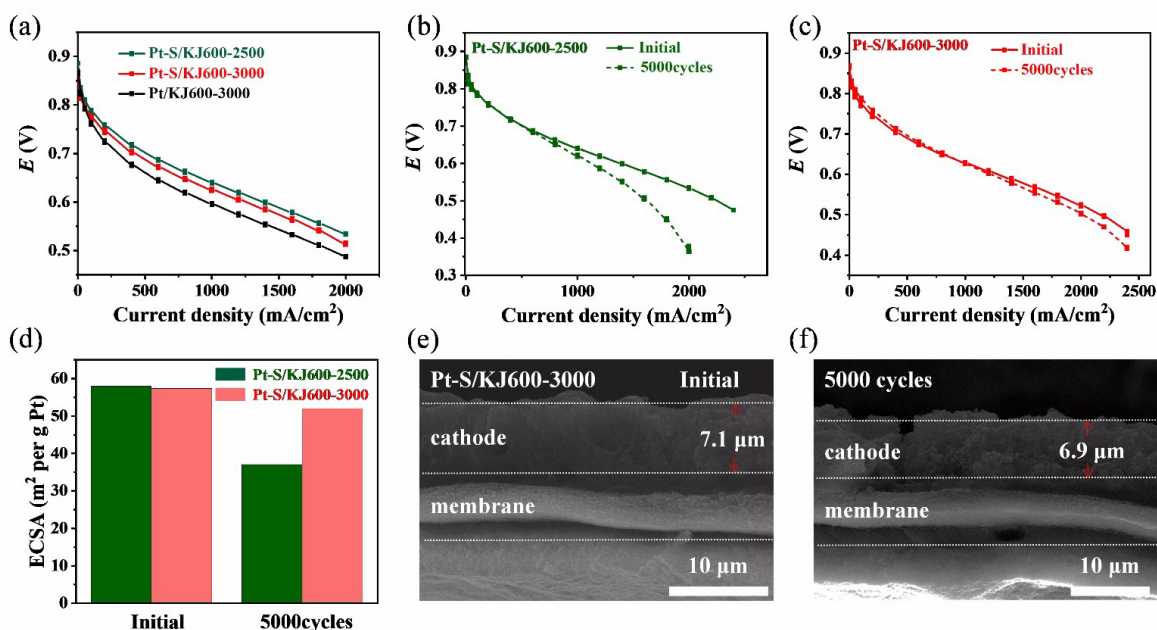 (a)
Pt-S/KJ600-2500
Pt-S/KJ600-3000
Pt/KJ600-3000
E (V)
0.9
0.8
0.7
0.6
0.5
0
500
1000
1500
2000
Current density (mA/cm²)
(b)
Pt-S/KJ600-2500
Initial
5000cycles
E (V)
0.9
0.8
0.7
0.6
0.5
0.4
0.3
0
1000
2000
Current density (mA/cm²)
(c)
Pt-S/KJ600-3000
Initial
5000cycles
E (V)
0.9
0.8
0.7
0.6
0.5
0.4
0
500
1000
1500
2000
2500
Current density (mA/cm²)
(d)
Pt-S/KJ600-2500
Pt-S/KJ600-3000
ECSA (m² per g Pt)
60
50
40
30
20
10
0
Initial
5000cycles
(e)
Pt-S/KJ600-3000 Initial
cathode 7.1 μm
membrane
10 μm
(f)
5000 cycles
cathode 6.9 μm
membrane
10 μm